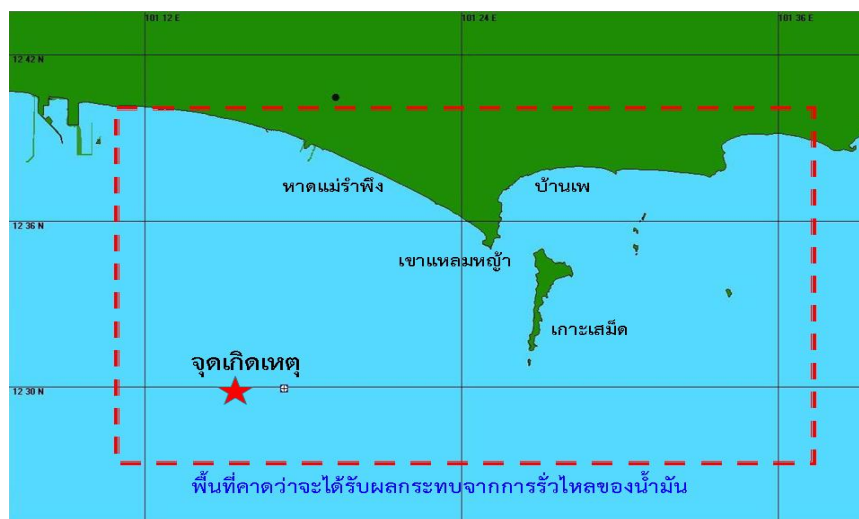 101 12 E
101 24 E
101 36 E
12 42 N
หาดแม่รำพึง
บ้านเพ
12 36 N
เขาแหลมหญ้า
เกาะเสม็ด
จุดเกิดเหตุ
12 30 N
พื้นที่คาดว่าจะได้รับผลกระทบจากการรั่วไหลของน้ำมัน